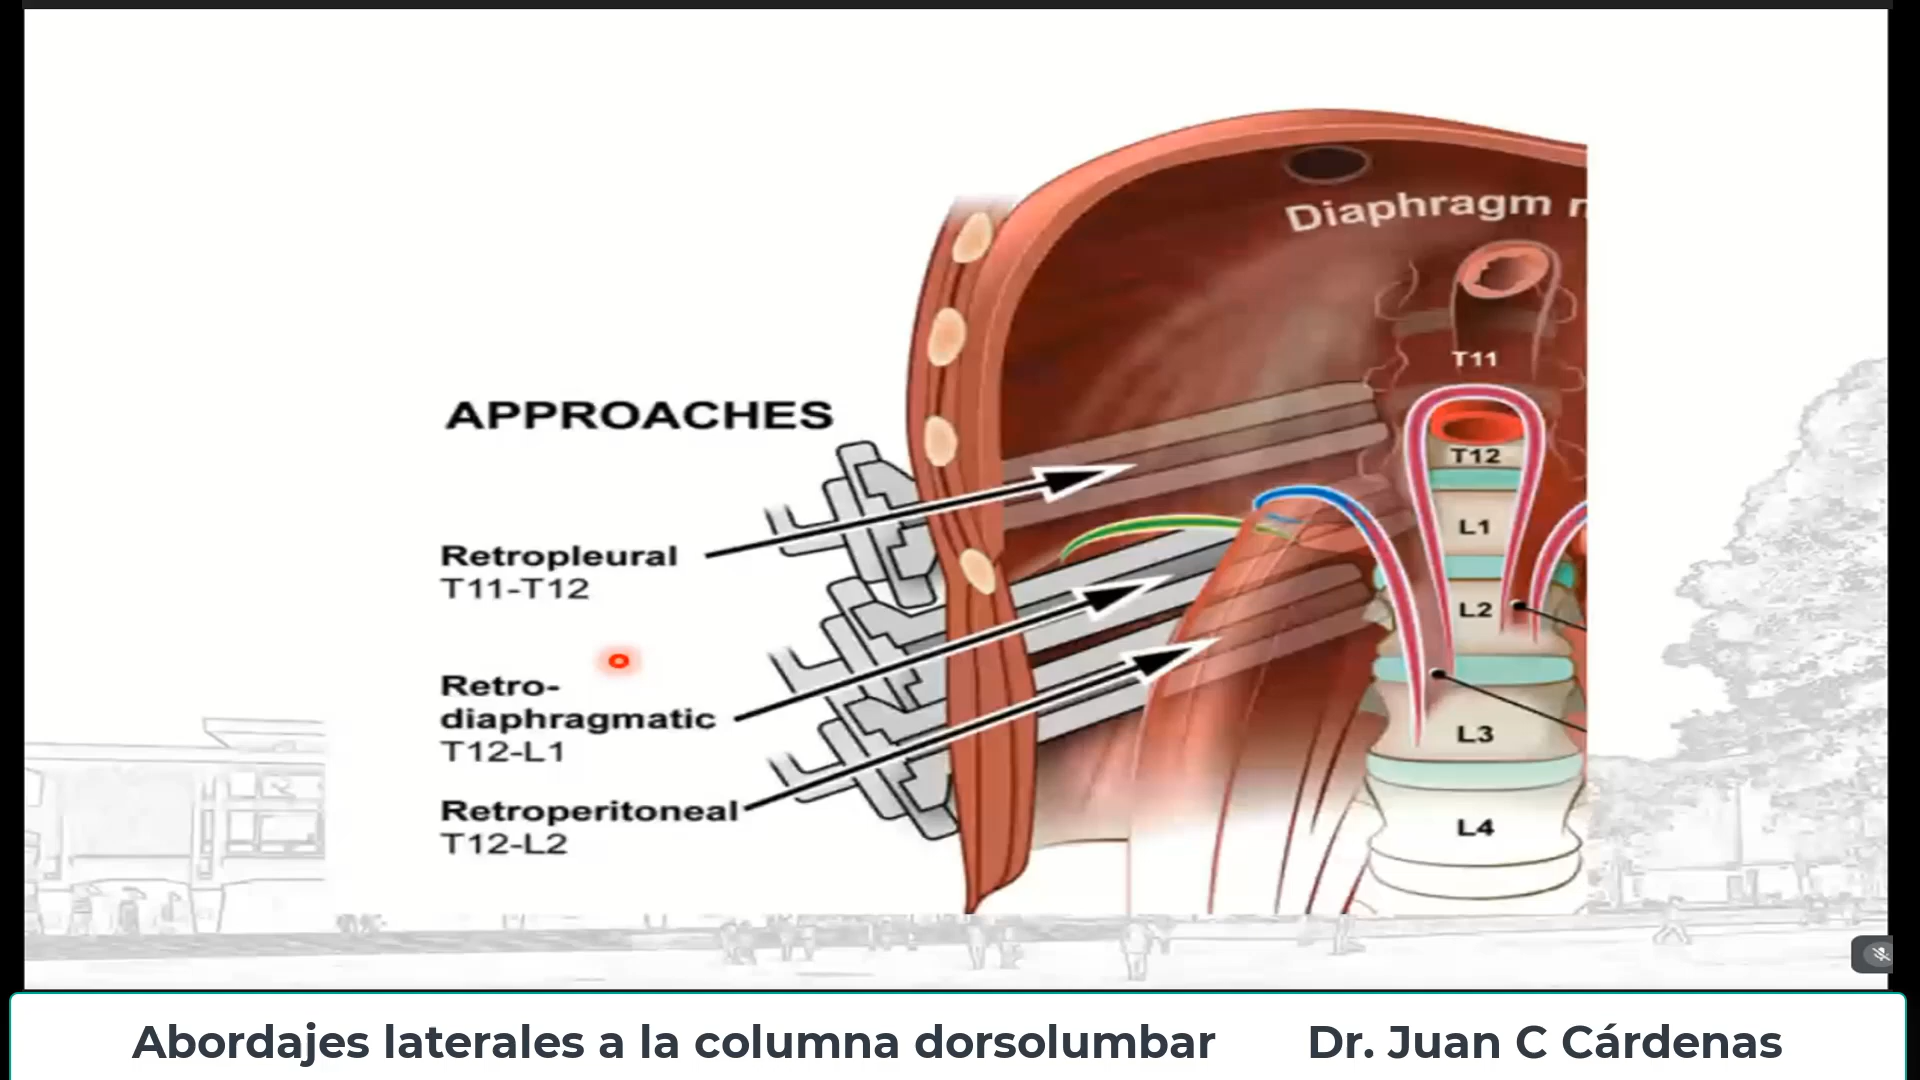 Diaphragm
T11
APPROACHES
T12
L1
Retropleural
T11-T12
L2
Retro-
diaphragmatic
T12-L1
L3
Retroperitoneal
T12-L2
L4
Abordajes laterales a la columna dorsolumbar
Dr. Juan C Cárdenas